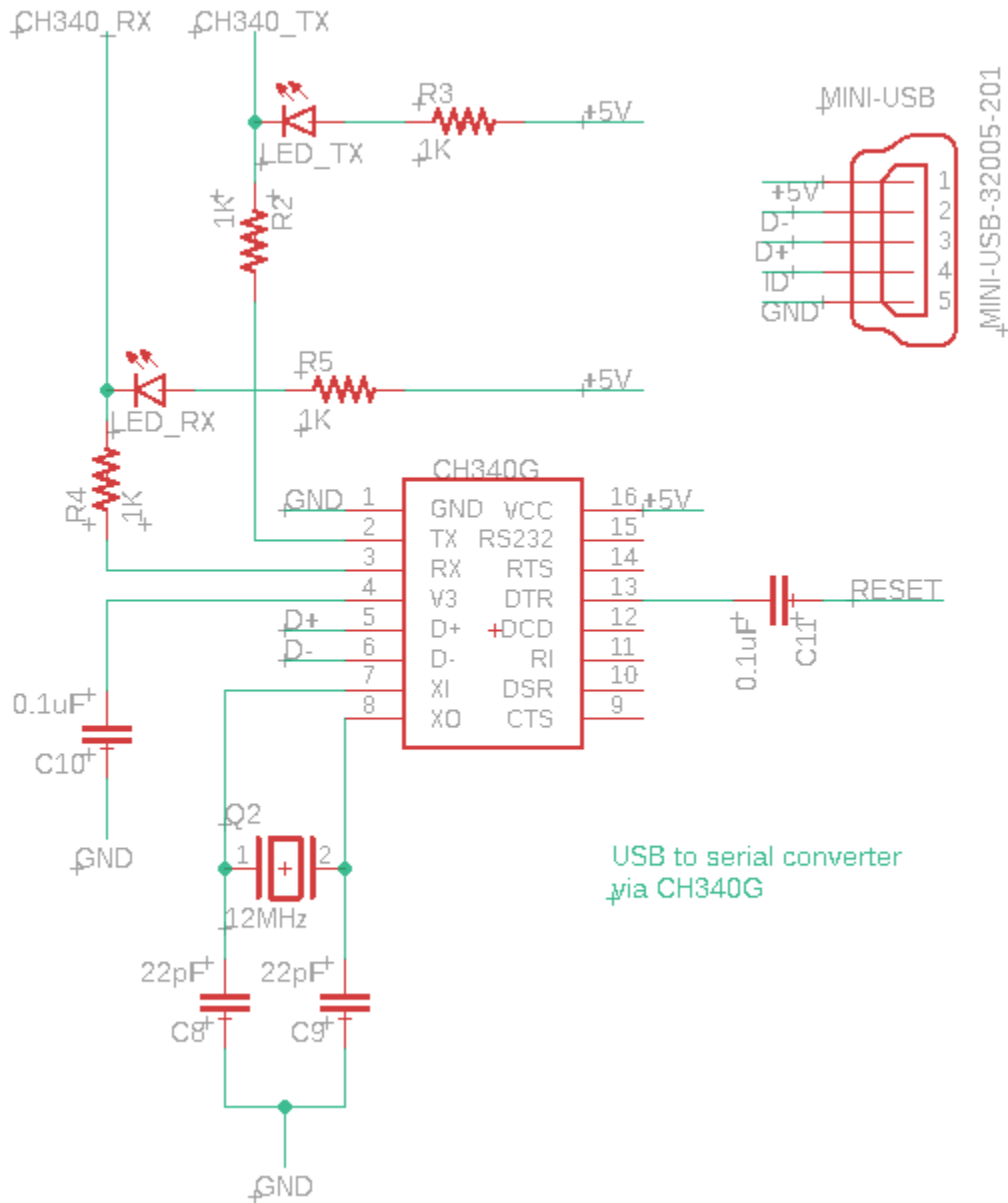 CH340_RX
CH340_TX
R3
1K
+5V
LED_TX
1K
R2
MINI-USB
MINI-USB-32005-201
+5V
D-
D+
ID
GND
1
2
3
4
5
R5
1K
+5V
LED_RX
R4
1K
CH340G
GND
1
2
3
4
5
6
7
8
D+
D-
GND
TX
RX
V3
D+
D-
XI
XO
VCC
RS232
RTS
DTR
DCD
RI
DSR
CTS
16
15
14
13
12
11
10
9
+5V
0.1uF
C11
RESET
0.1uF
C10
GND
Q2
1
2
12MHz
22pF
C8
22pF
C9
GND
USB to serial converter
via CH340G